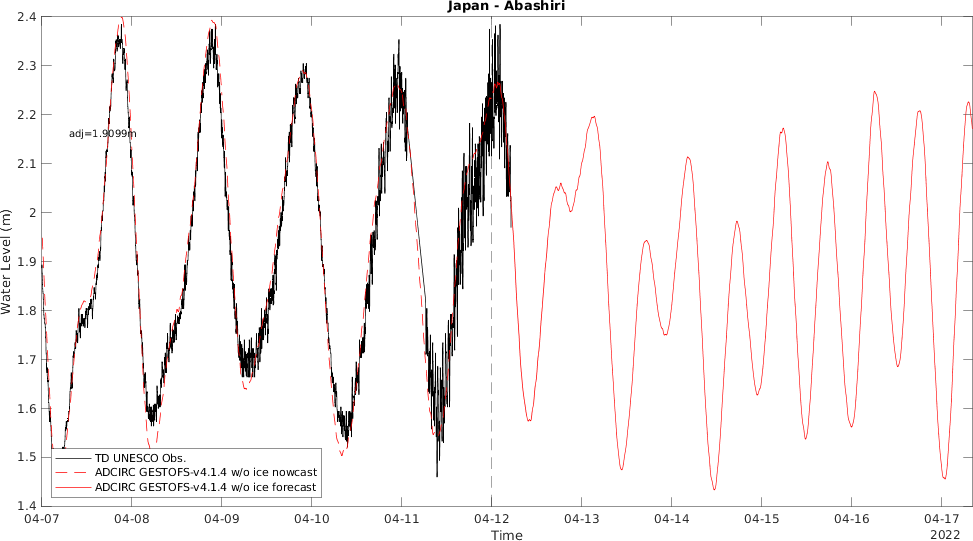 Japan - Abashiri
2.4
2.3
2.2
2.1
2
1.9
1.8
1.7
1.6
1.5
1.4
Water Level (m)
adj=1.9099m
TD UNESCO Obs.
ADCIRC GESTOFS-v4.1.4 w/o ice nowcast
ADCIRC GESTOFS-v4.1.4 w/o ice forecast
04-07 04-08 04-09 04-10 04-11 04-12 04-13 04-14 04-15 04-16 04-17
Time
2022